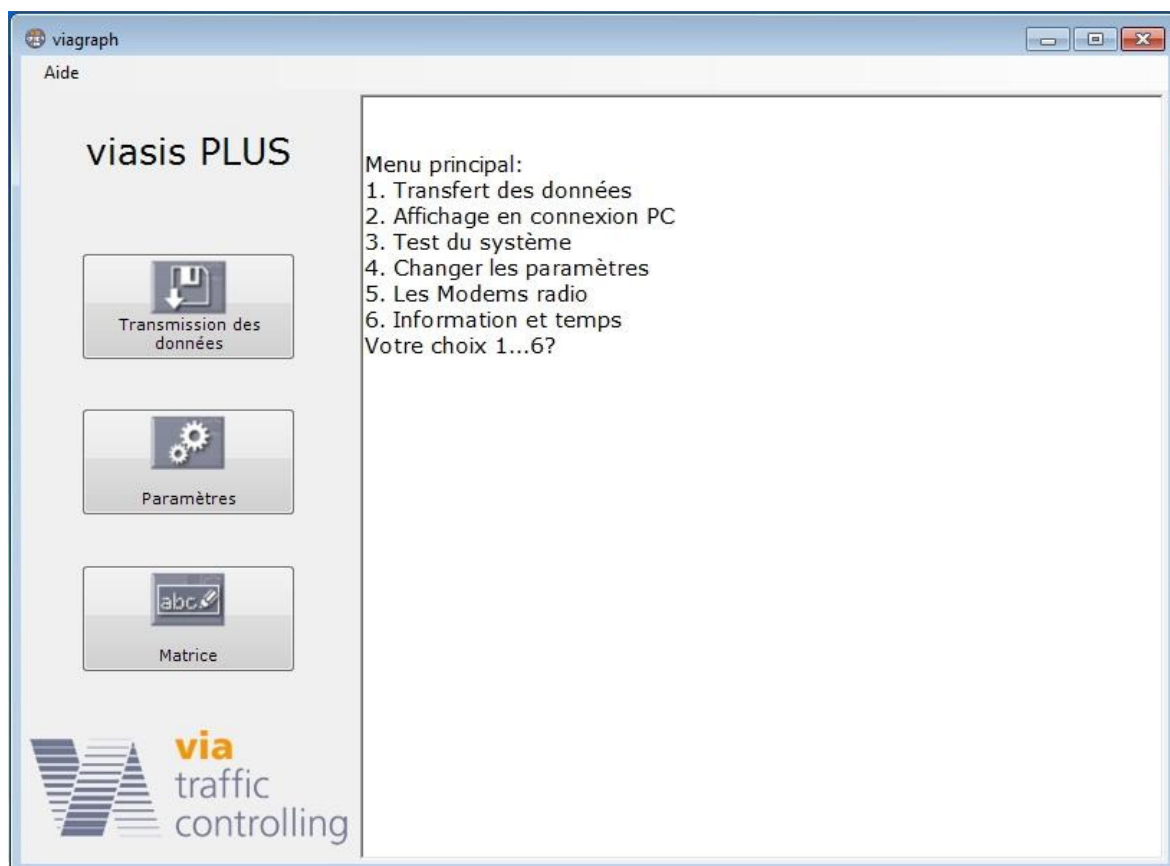 viagraph
Aide
viasis PLUS
Transmission des
données
Paramètres
abc
Matrice
via
traffic
controlling
Menu principal:
1. Transfert des données
2. Affichage en connexion PC
3. Test du système
4. Changer les paramètres
5. Les Modems radio
6. Information et temps
Votre choix 1...6?